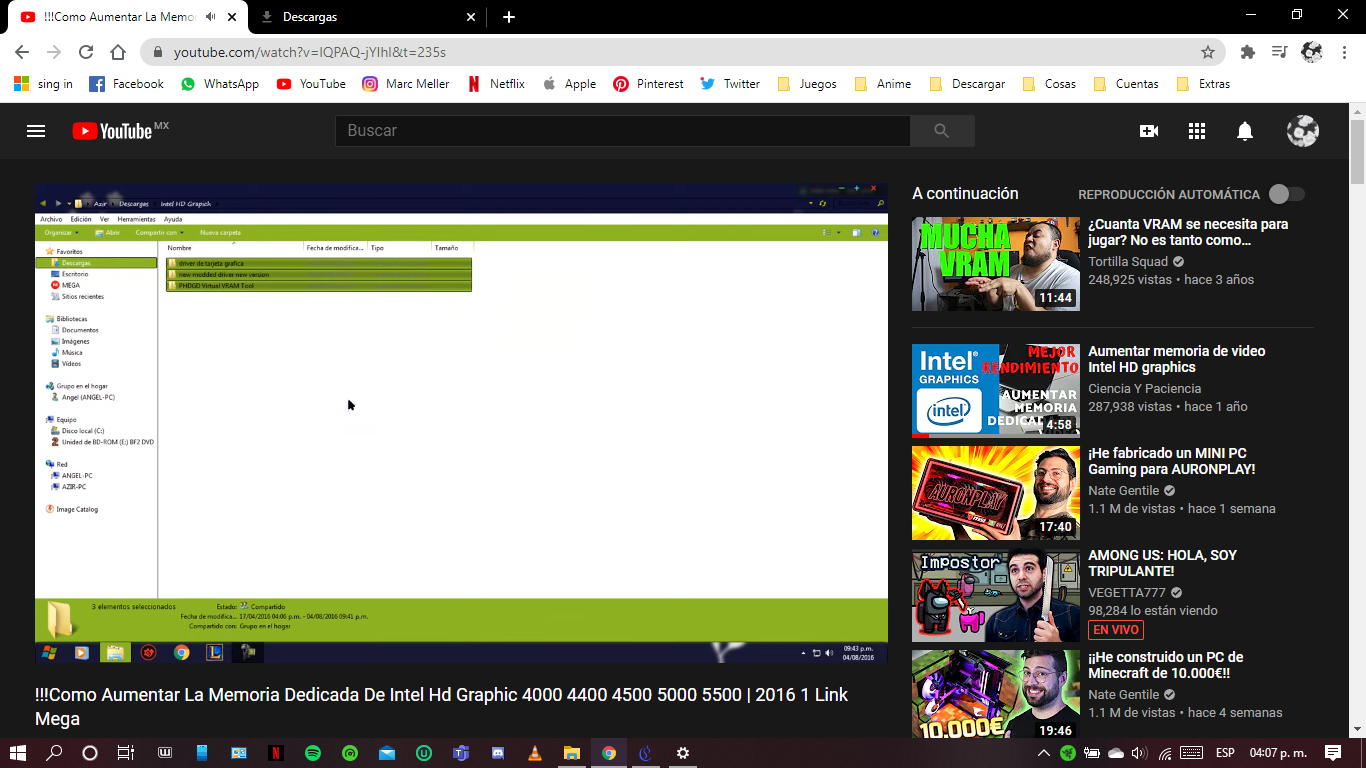 !!!Como Aumentar La Memor
Descargas
youtube.com/watch?v=IQPAQ-jYlhI&t=235s
sing in
Facebook
WhatsApp
YouTube
Marc Meller
Netflix
Apple
Pinterest
Twitter
Juegos
Anime
Descargar
Cosas
Cuentas
Extras
YouTube MX
Buscar
Azir Descargas Intel HD Grapich
Archivo Edición Ver Herramientas Ayuda
Organizar Abrir Compartir con Nueva carpeta
Nombre Fecha de modifica... Tipo Tamaño
Favoritos
Descargas
Escritorio
MEGA
Sitios recientes
Bibliotecas
Documentos
Imágenes
Música
Vídeos
Grupo en el hogar
Angel (ANGEL-PC)
Equipo
Disco local (C:)
Unidad de BD-ROM (E:) BF2 DVD
Red
ANGEL-PC
AZIR-PC
Image Catalog
driver de tarjeta grafica
new modded driver new version
PHDGD Virtual VRAM Tool
3 elementos seleccionados
Estado: Compartido
Fecha de modifica... 17/04/2016 04:06 p.m. - 04/08/2016 09:41 p.m.
Compartido con: Grupo en el hogar
09:43 p.m.
04/08/2016
!!!Como Aumentar La Memoria Dedicada De Intel Hd Graphic 4000 4400 4500 5000 5500 | 2016 1 Link
Mega
A continuación
REPRODUCCIÓN AUTOMÁTICA
MUCHA
VRAM
11:44
¿Cuanta VRAM se necesita para
jugar? No es tanto como...
Tortilla Squad
248,925 vistas • hace 3 años
Intel
GRAPHICS
intel
MEJOR
RENDIMIENTO
AUMENTAR
MEMORIA
DEDICA
4:58
Aumentar memoria de video
Intel HD graphics
Ciencia Y Paciencia
287,938 vistas • hace 1 año
AURONPLAY
17:40
¡He fabricado un MINI PC
Gaming para AURONPLAY!
Nate Gentile
1.1 M de vistas • hace 1 semana
Impostor
AMONG US: HOLA, SOY
TRIPULANTE!
VEGETTA777
98,284 lo están viendo
EN VIVO
10.000€
19:46
¡¡He construido un PC de
Minecraft de 10.000€!!
Nate Gentile
1.1 M de vistas • hace 4 semanas
ESP
04:07 p. m.